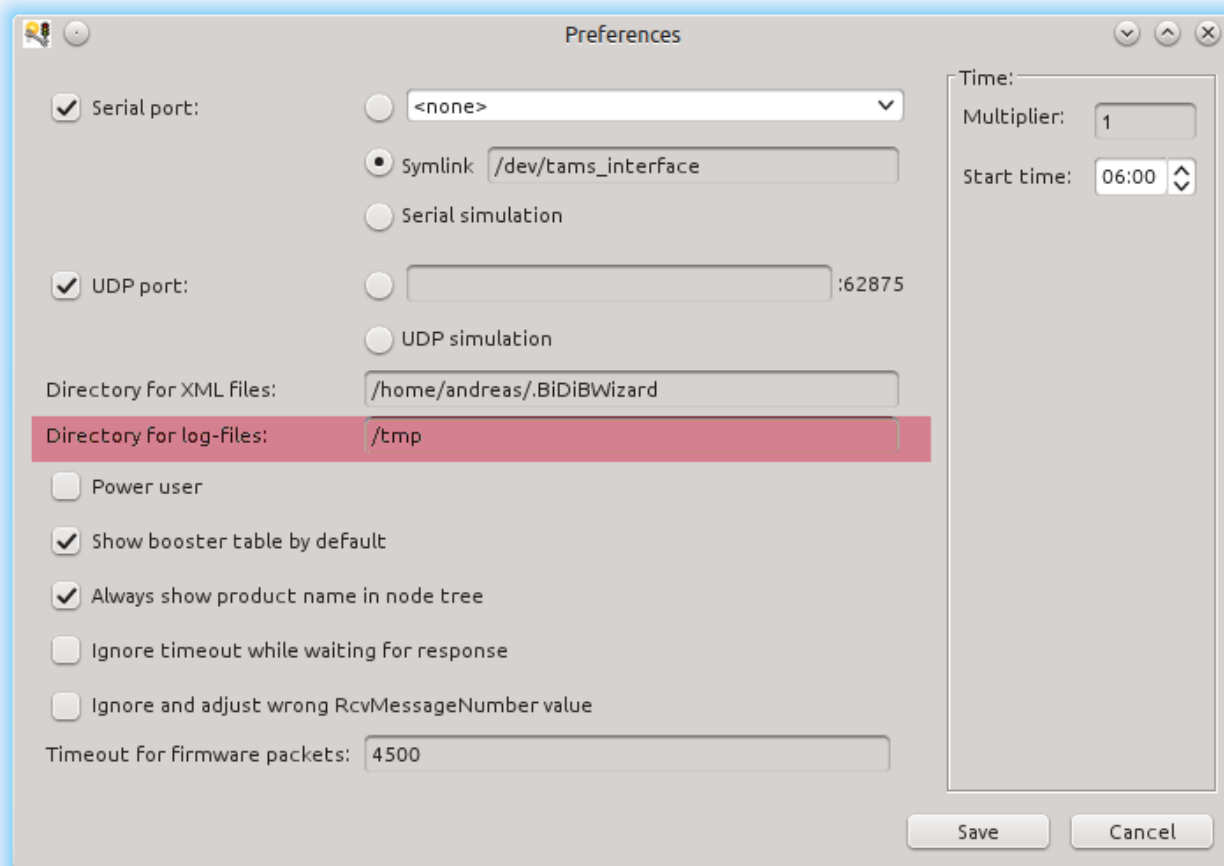 Preferences
Serial port:
<none>
Symlink /dev/tams_interface
Serial simulation
UDP port:
:62875
UDP simulation
Directory for XML files: /home/andreas/.BiDiBWizard
Directory for log-files: /tmp
Power user
Show booster table by default
Always show product name in node tree
Ignore timeout while waiting for response
Ignore and adjust wrong RcvMessageNumber value
Timeout for firmware packets: 4500
Time:
Multiplier: 1
Start time: 06:00
Save
Cancel